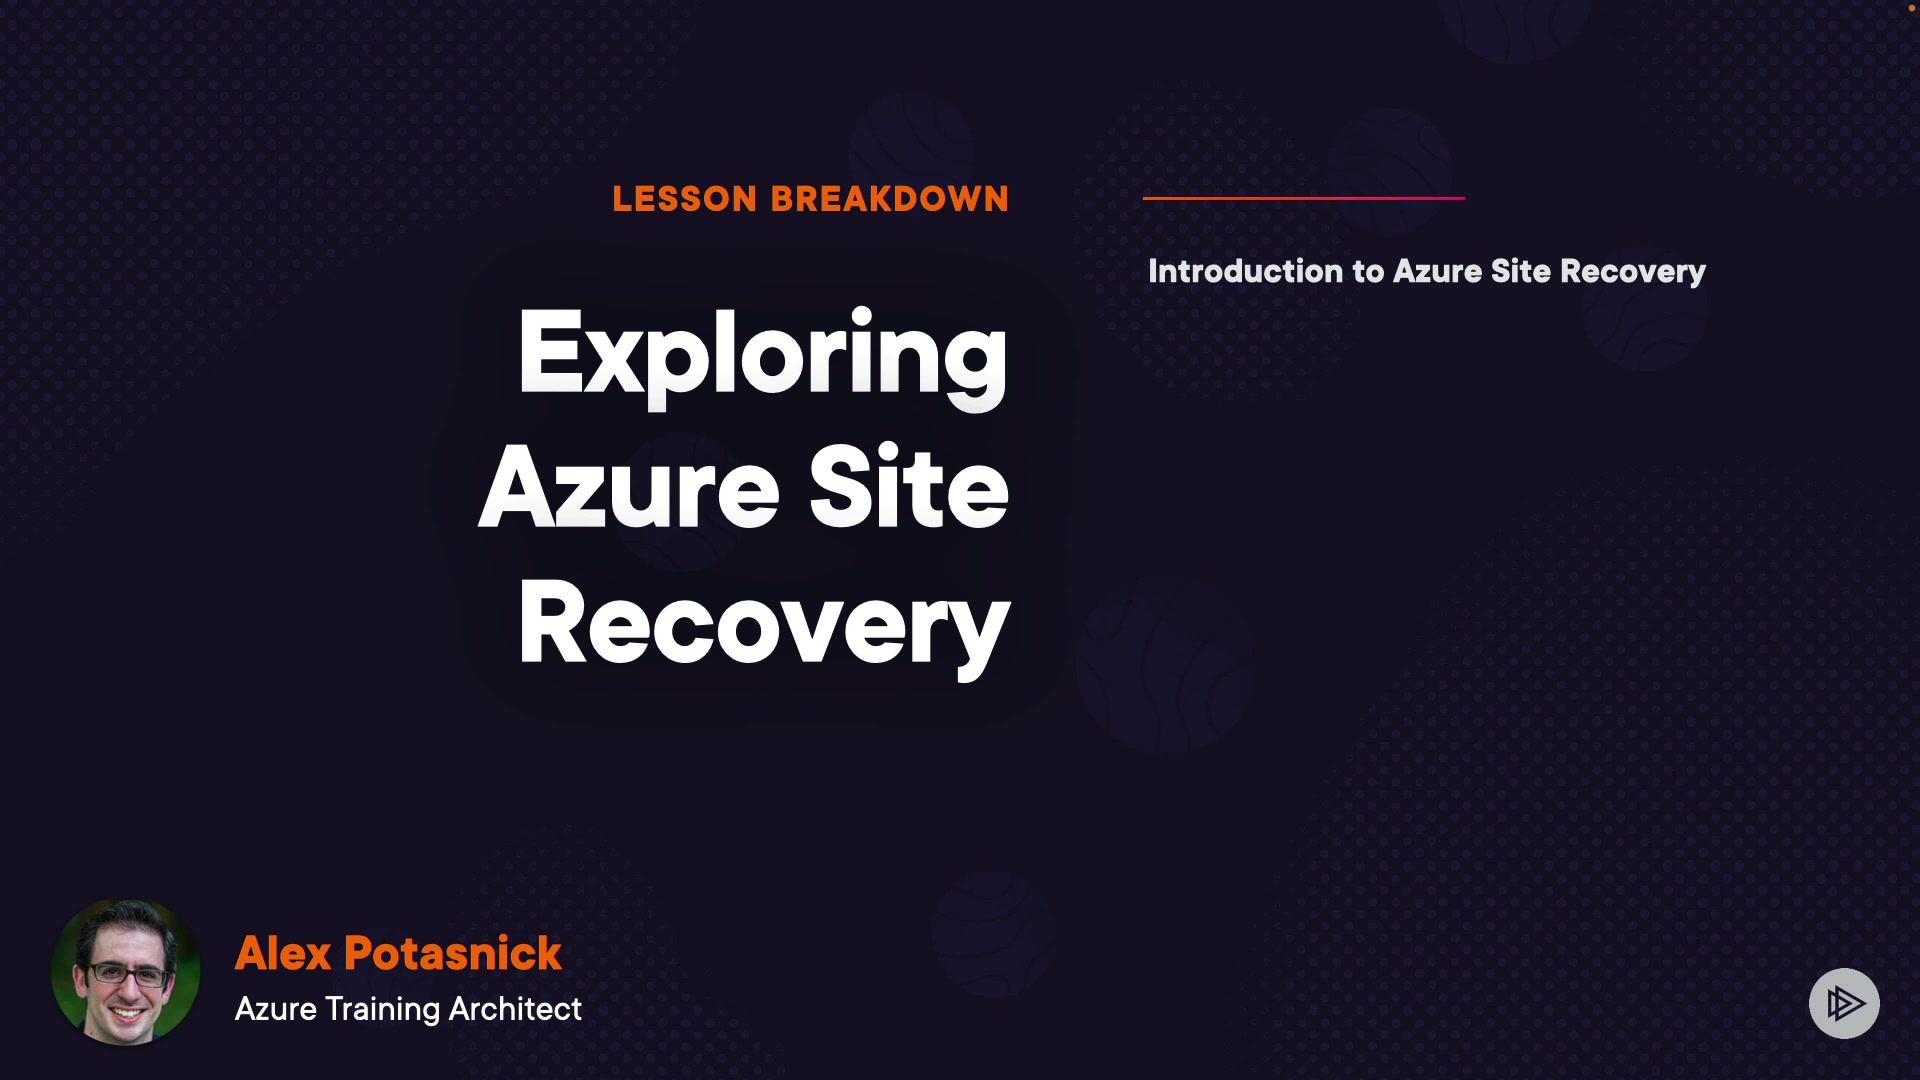 LESSON BREAKDOWN
Exploring
Azure Site
Recovery
Introduction to Azure Site Recovery
Alex Potasnick
Azure Training Architect